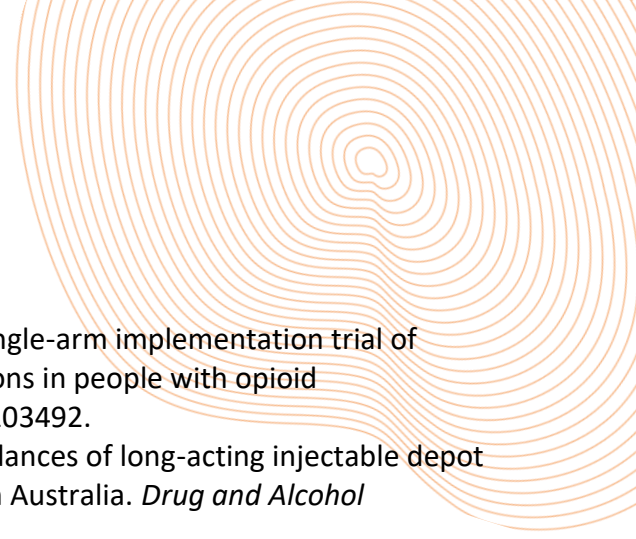 ngle-arm implementation trial of
ons in people with opioid
03492.
lances of long-acting injectable depot
n Australia. Drug and Alcohol